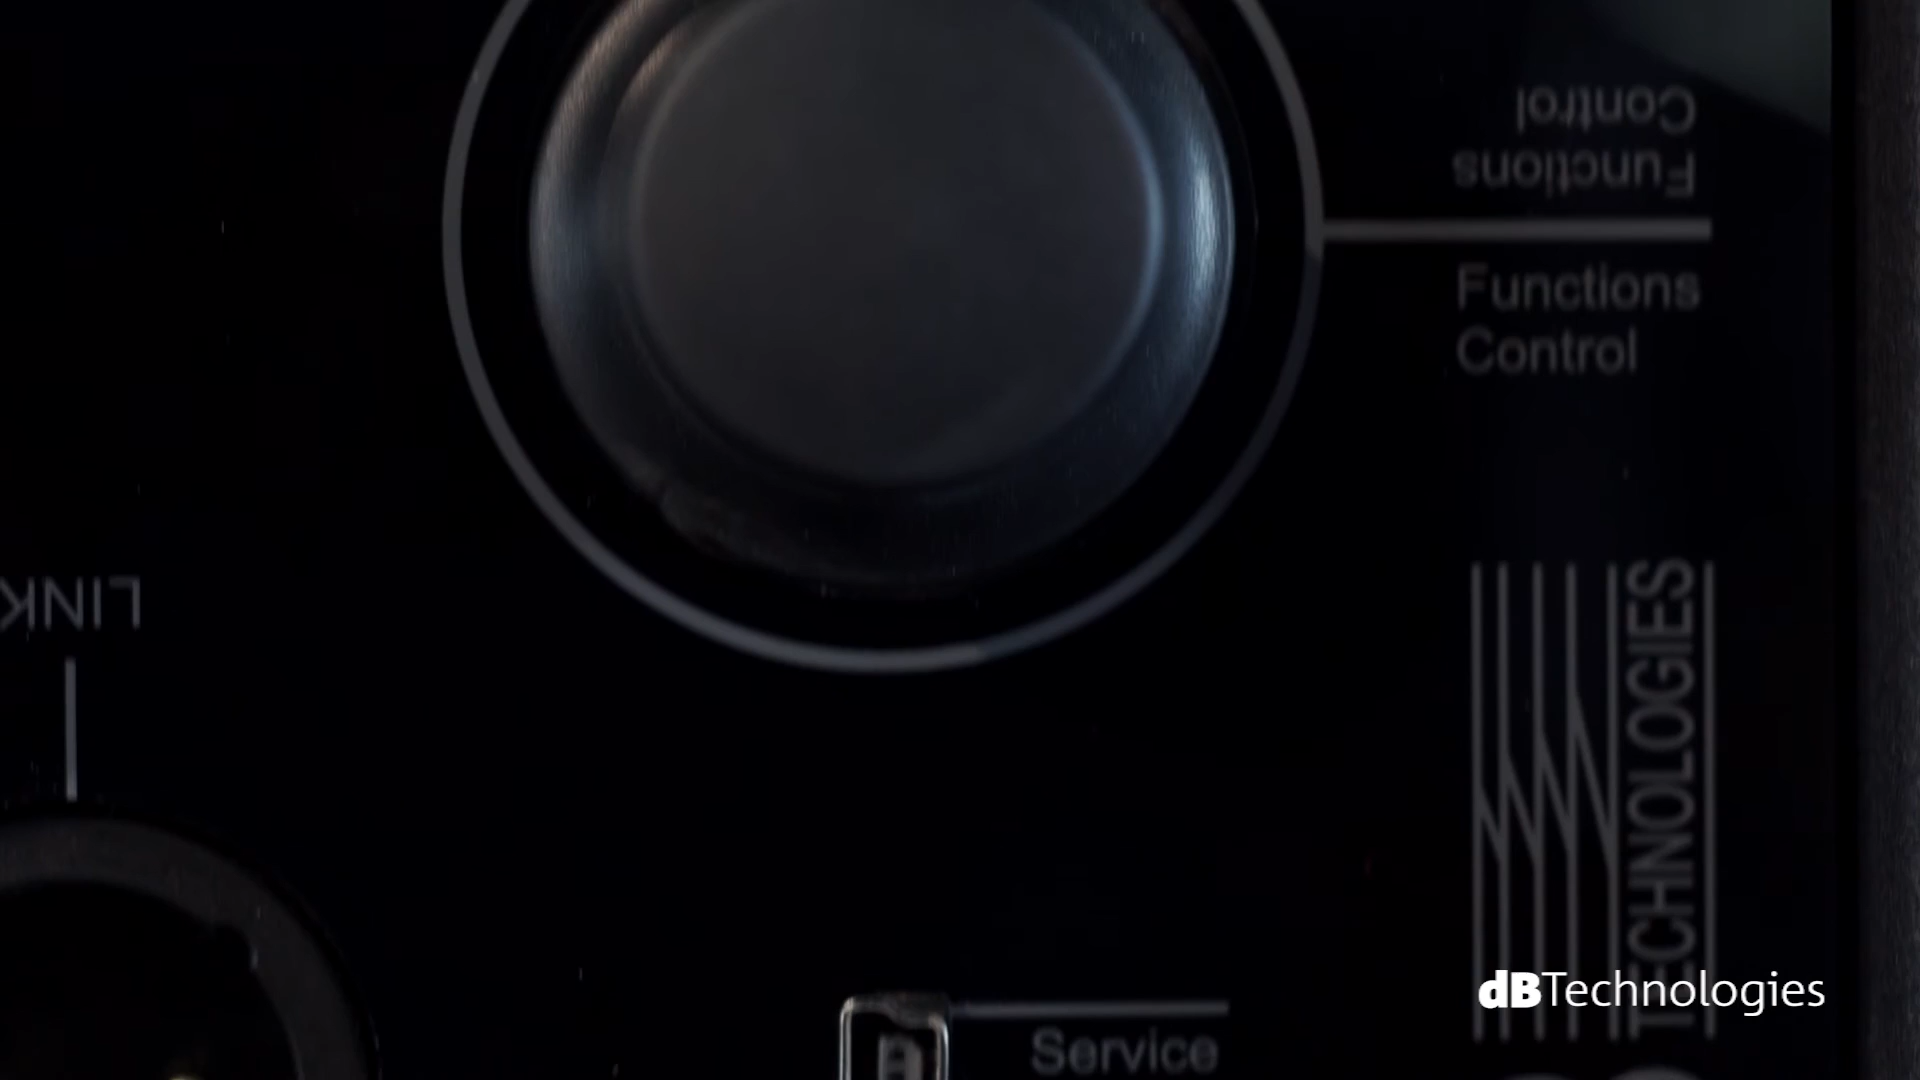 Control
Functions
Functions
Control
LINK
TECHNOLOGIES
dBTechnologies
Service